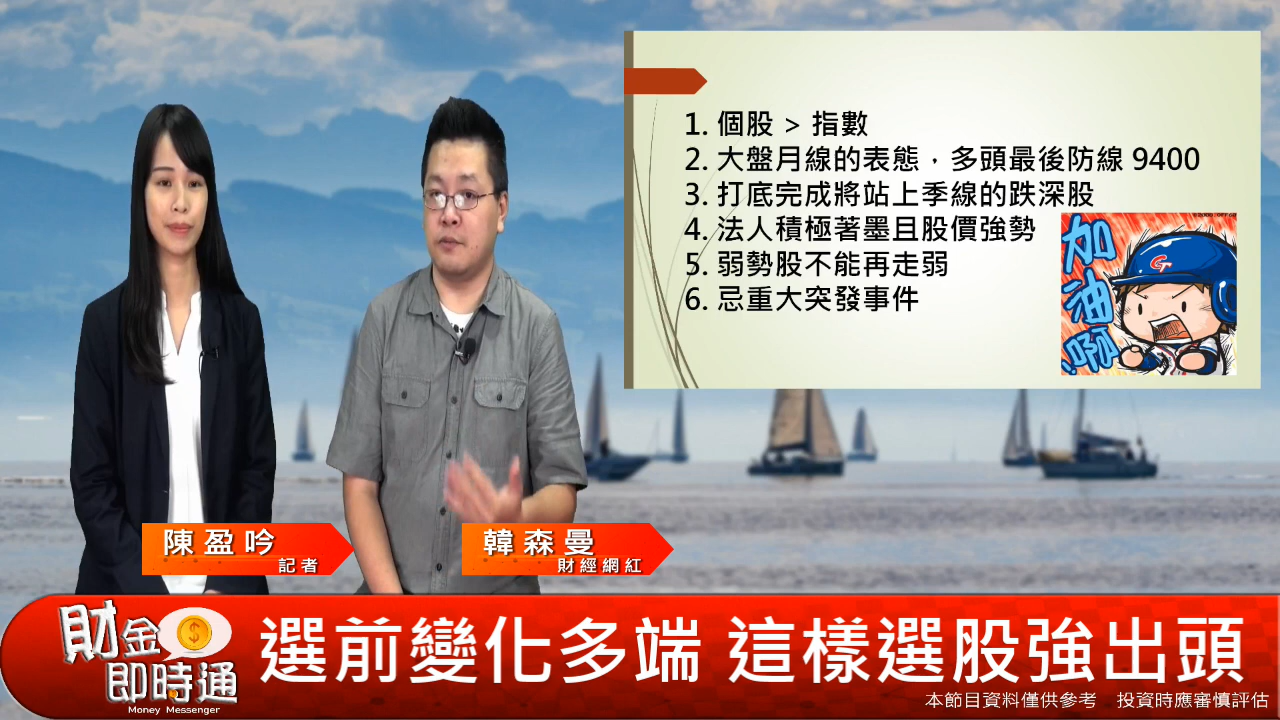 1. 個股 > 指數
2. 大盤月線的表態，多頭最後防線 9400
3. 打底完成將站上季線的跌深股
4. 法人積極著墨且股價強勢
5. 弱勢股不能再走弱
6. 忌重大突發事件
加油啊
CT
陳盈吟
記者
韓森曼
財經網紅
財金
即時通
Money Messenger
選前變化多端 這樣選股強出頭
本節目資料僅供參考 投資時應審慎評估